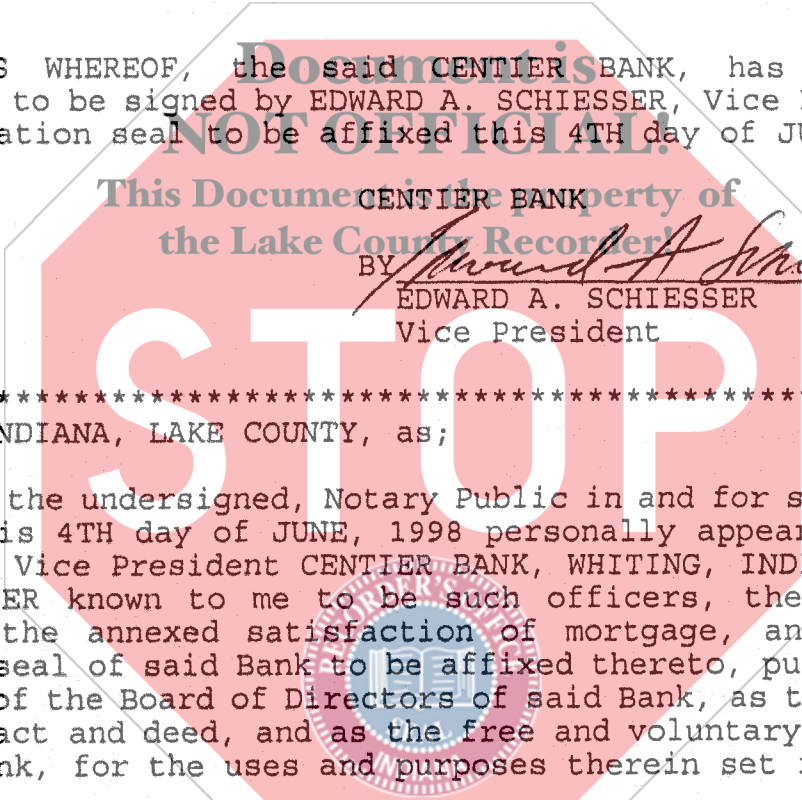 S WHEREOF, the said CENTIER BANK, has
to be signed by EDWARD A. SCHIESSER, Vice
ation seal to be affixed this 4TH day of JU
CENTIER BANK
BY Edward A Schi
EDWARD A. SCHIESSER
Vice President
****************************************
NDIANA, LAKE COUNTY, as;
the undersigned, Notary Public in and for s
is 4TH day of JUNE, 1998 personally appear
Vice President CENTIER BANK, WHITING, IND
ER known to me to be such officers, the
the annexed satisfaction of mortgage, an
seal of said Bank to be affixed thereto, pu
of the Board of Directors of said Bank, as t
act and deed, and as the free and voluntary
nk, for the uses and purposes therein set f
Document is
NOT OFFICIAL!
This Document is the property of
the Lake County Recorder!
STOP
RECORDER'S
SEAL
INDIANA